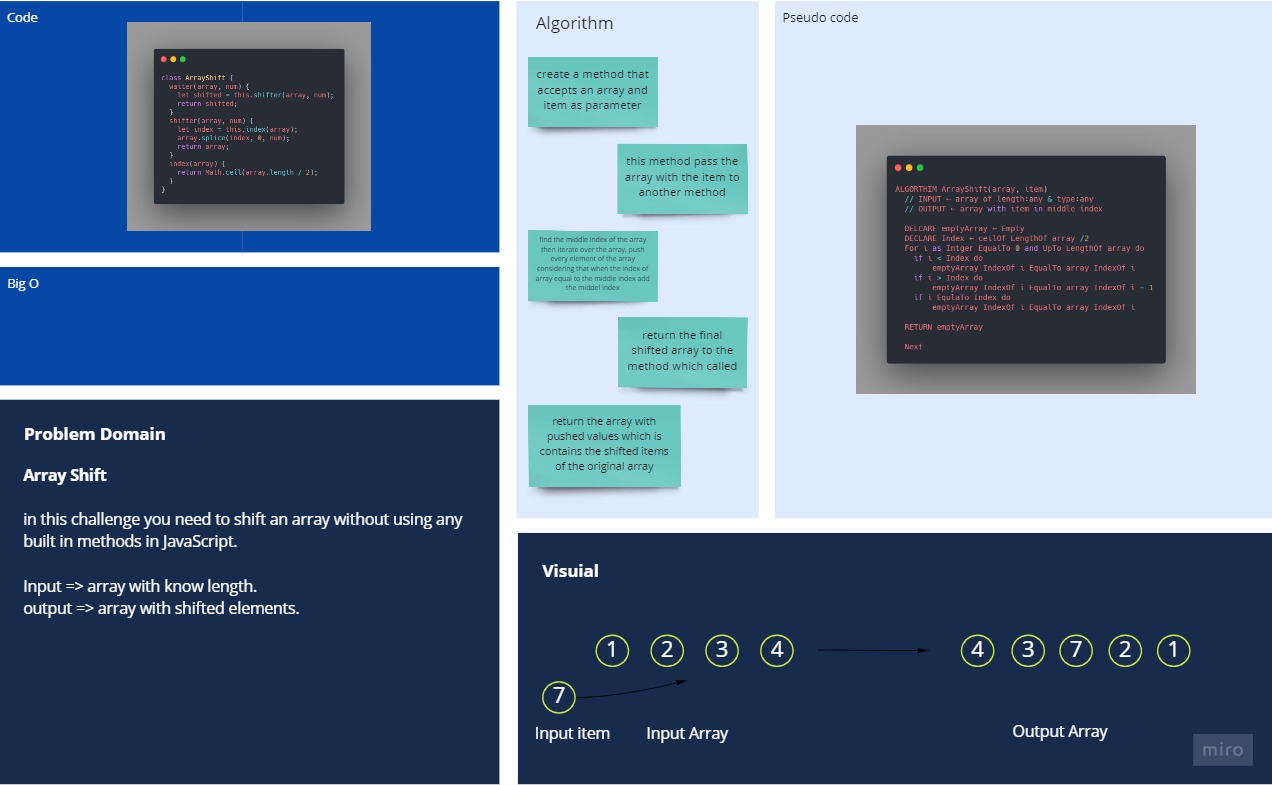 Code
class ArrayShift {
waiter(array, num) {
let shifted = this.shifter(array, num);
return shifted;
}
shifter(array, num) {
let index = this.index(array);
array.splice(index, 0, num);
return array;
}
index(array) {
return Math.ceil(array.length / 2);
}
}
Big O
Problem Domain
Array Shift
in this challenge you need to shift an array without using any
built in methods in JavaScript.
Input => array with know length.
output => array with shifted elements.
Algorithm
create a method that
accepts an array and
item as parameter
this method pass the
array with the item to
another method
find the middle index of the array
then iterate over the array, push
every element of the array
considering that when the index of
array equal to the middle index add
the middel index
return the final
shifted array to the
method which called
return the array with
pushed values which is
contains the shifted items
of the original array
Pseudo code
ALGORTHIM ArrayShift(array, item)
// INPUT ← array of length:any & type:any
// OUTPUT ← array with item in middle index
DELCARE emptyArray ← Empty
DECLARE Index ← ceilOf LengthOf array /2
For i as Intger EqualTo 0 and UpTo LengthOf array do
if i < Index do
emptyArray IndexOf i EqualTo array IndexOf i
if i > Index do
emptyArray IndexOf i EqualTo array IndexOf i - 1
if i EqulaTo Index do
emptyArray IndexOf i EqualTo array IndexOf i
RETURN emptyArray
Next
Visuial
1 2 3 4
4 3 7 2 1
7
Input item
Input Array
Output Array
miro